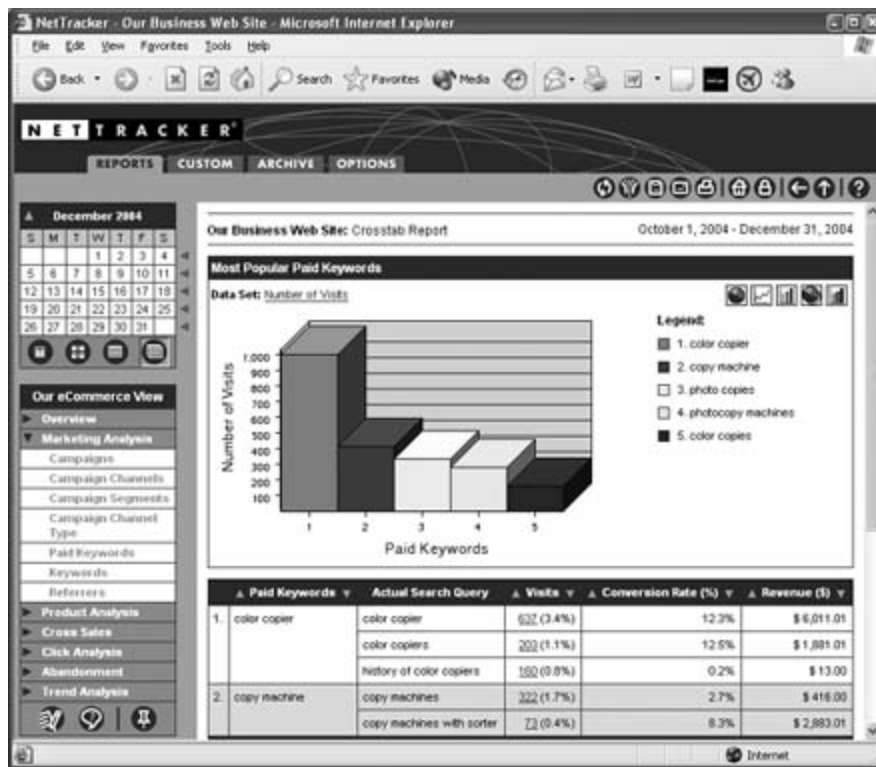 NetTracker - Our Business Web Site - Microsoft Internet Explorer
File Edit View Favorites Tools Help
Back Search Favorites Media
NETTRACKER®
REPORTS CUSTOM ARCHIVE OPTIONS
December 2004
S M T W T F S
1 2 3 4
5 6 7 8 9 10 11
12 13 14 15 16 17 18
19 20 21 22 23 24 25
26 27 28 29 30 31
Our eCommerce View
Overview
Marketing Analysis
Campaigns
Campaign Channels
Campaign Segments
Campaign Channel
Type
Paid Keywords
Keywords
Referrers
Product Analysis
Cross Sales
Click Analysis
Abandonment
Trend Analysis
Our Business Web Site: Crosstab Report October 1, 2004 - December 31, 2004
Most Popular Paid Keywords
Data Set: Number of Visits
Number of Visits
1,000
900
800
700
600
500
400
300
200
100
1 2 3 4 5
Paid Keywords
Legend:
1. color copier
2. copy machine
3. photo copies
4. photocopy machines
5. color copies
Paid Keywords Actual Search Query Visits Conversion Rate (%) Revenue ($)
1. color copier color copier 637 (3.4%) 12.3% $ 6,011.01
color copiers 203 (1.1%) 12.5% $ 1,881.01
history of color copiers 160 (0.8%) 0.2% $ 13.00
2. copy machine copy machines 322 (1.7%) 2.7% $ 416.00
copy machines with sorter 73 (0.4%) 8.3% $ 2,883.01
Internet